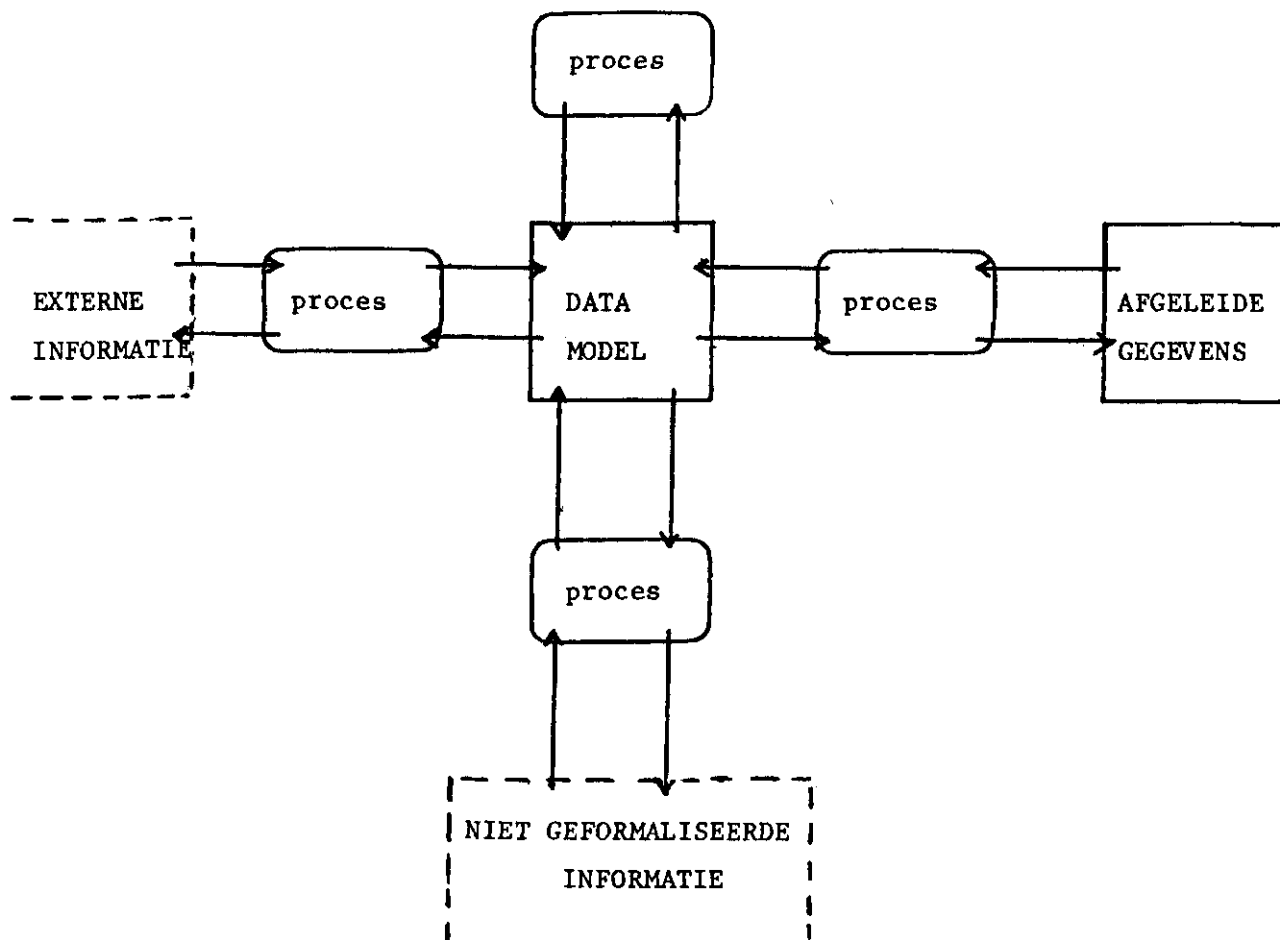 proces
EXTERNE
INFORMATIE
proces
DATA
MODEL
proces
AFGELEIDE
GEGEVENS
proces
NIET GEFORMALISEERDE
INFORMATIE